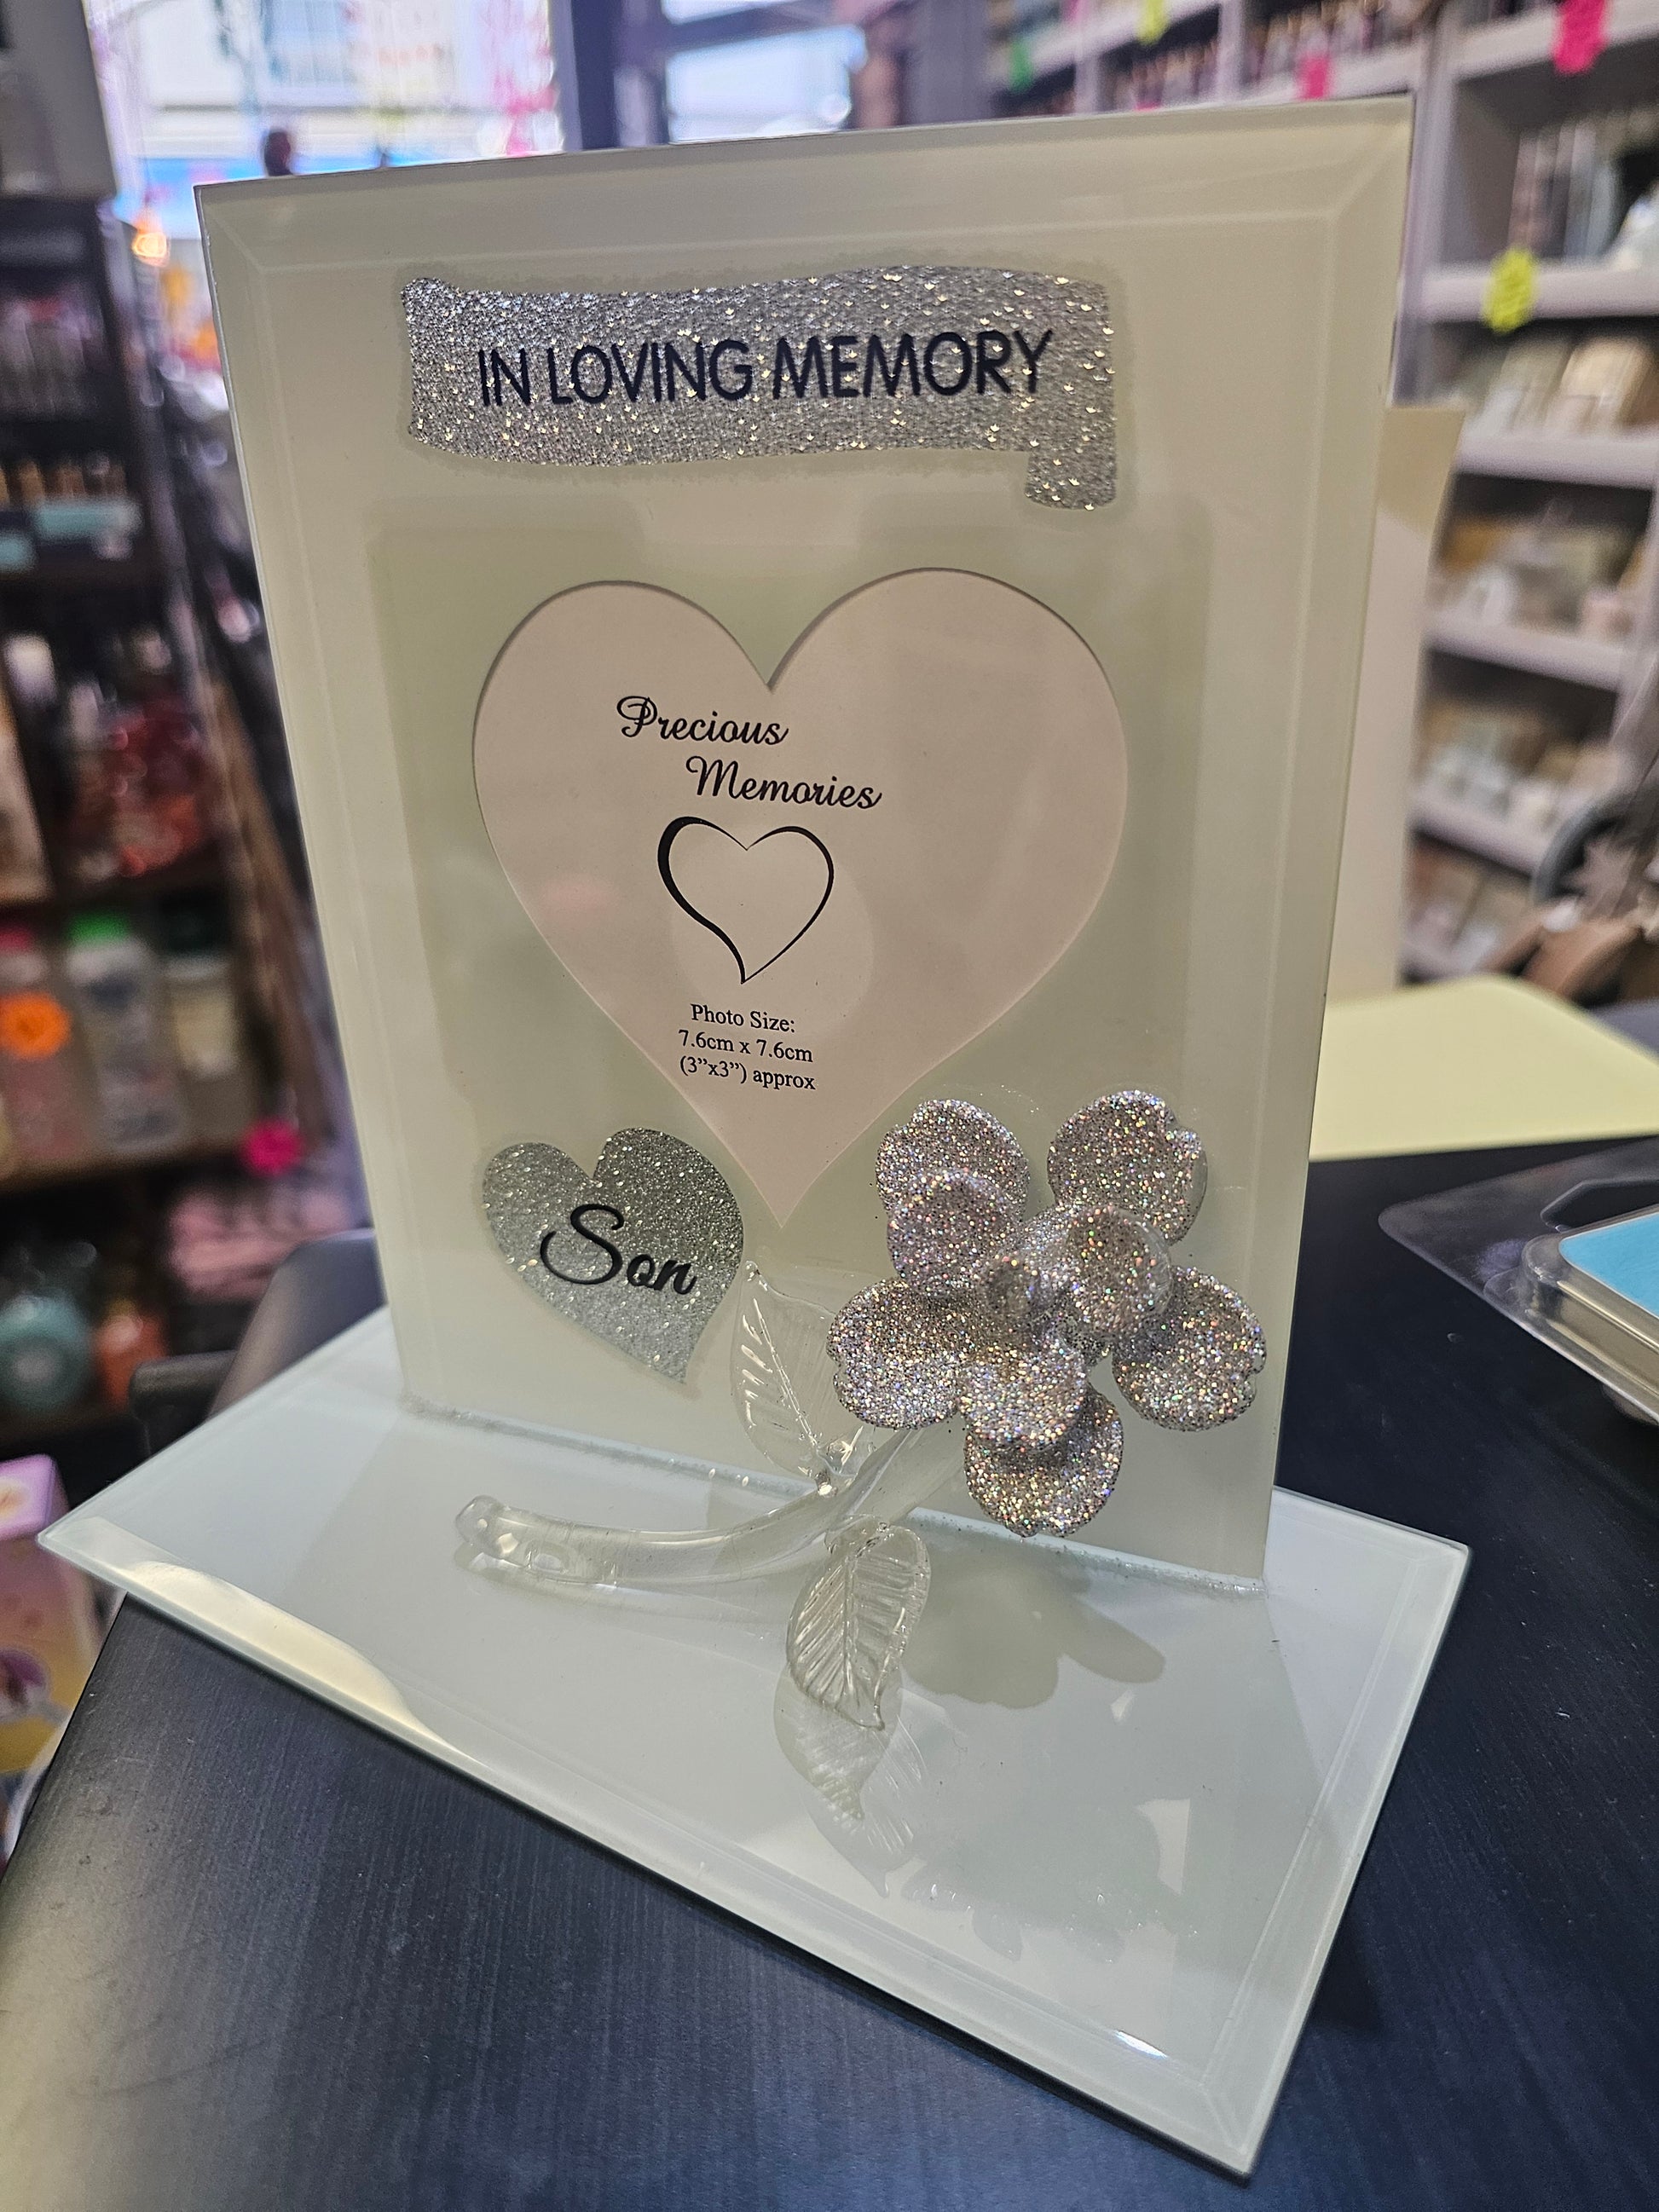 IN LOVING MEMORY
Precious
Memories
Photo Size:
7.6cm x 7.6cm
(3”x3”) approx
Son